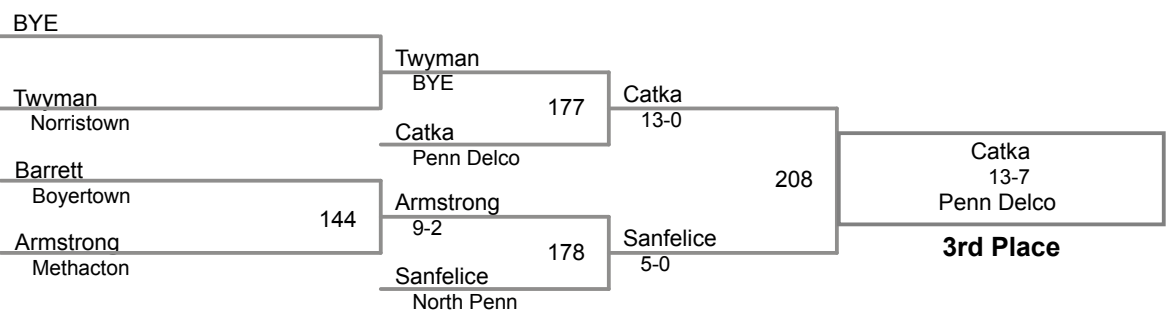 BYE
Twyman
Norristown
Barrett
Boyertown
144
Armstrong
Methacton
Twyman
BYE
177
Catka
Penn Delco
Armstrong
9-2
178
Sanfelice
North Penn
Catka
13-0
208
Sanfelice
5-0
Catka
13-7
Penn Delco
3rd Place